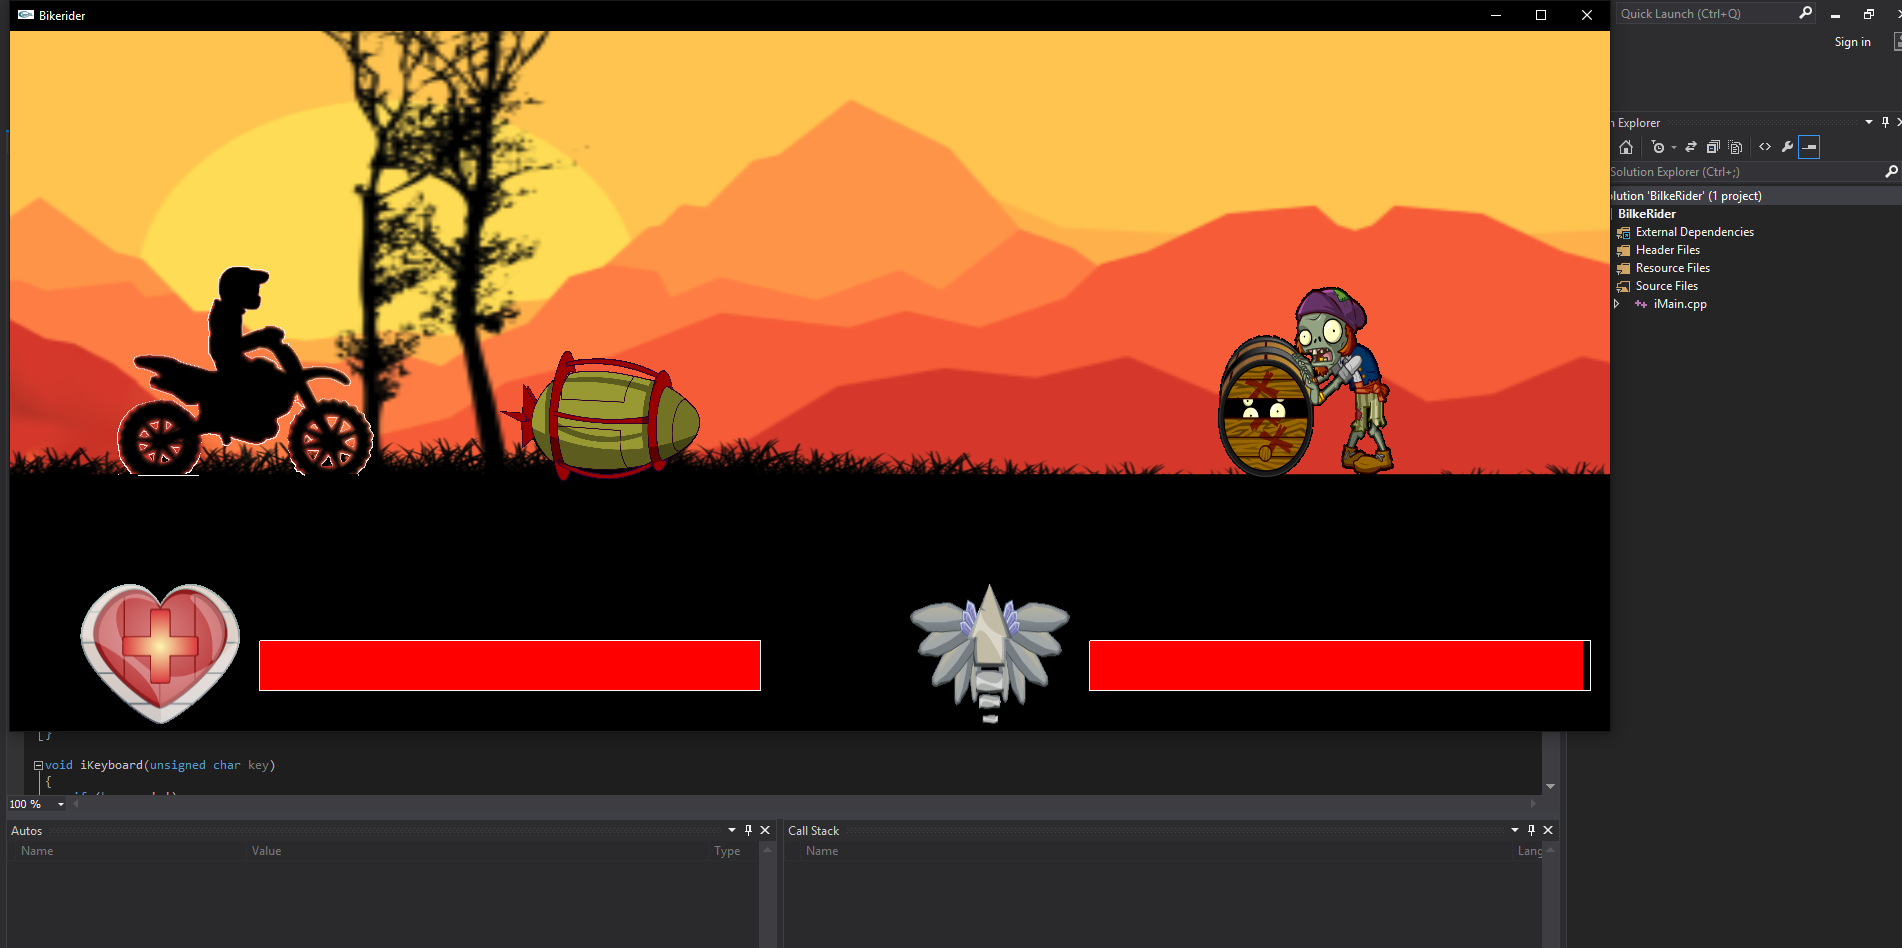 Bikerider
Quick Launch (Ctrl+Q)
Sign in
n Explorer
Solution Explorer (Ctrl+;)
olution 'BilkeRider' (1 project)
BilkeRider
External Dependencies
Header Files
Resource Files
Source Files
iMain.cpp
}
void iKeyboard(unsigned char key)
{
100 %
Autos
Name Value Type
Call Stack
Name Lang